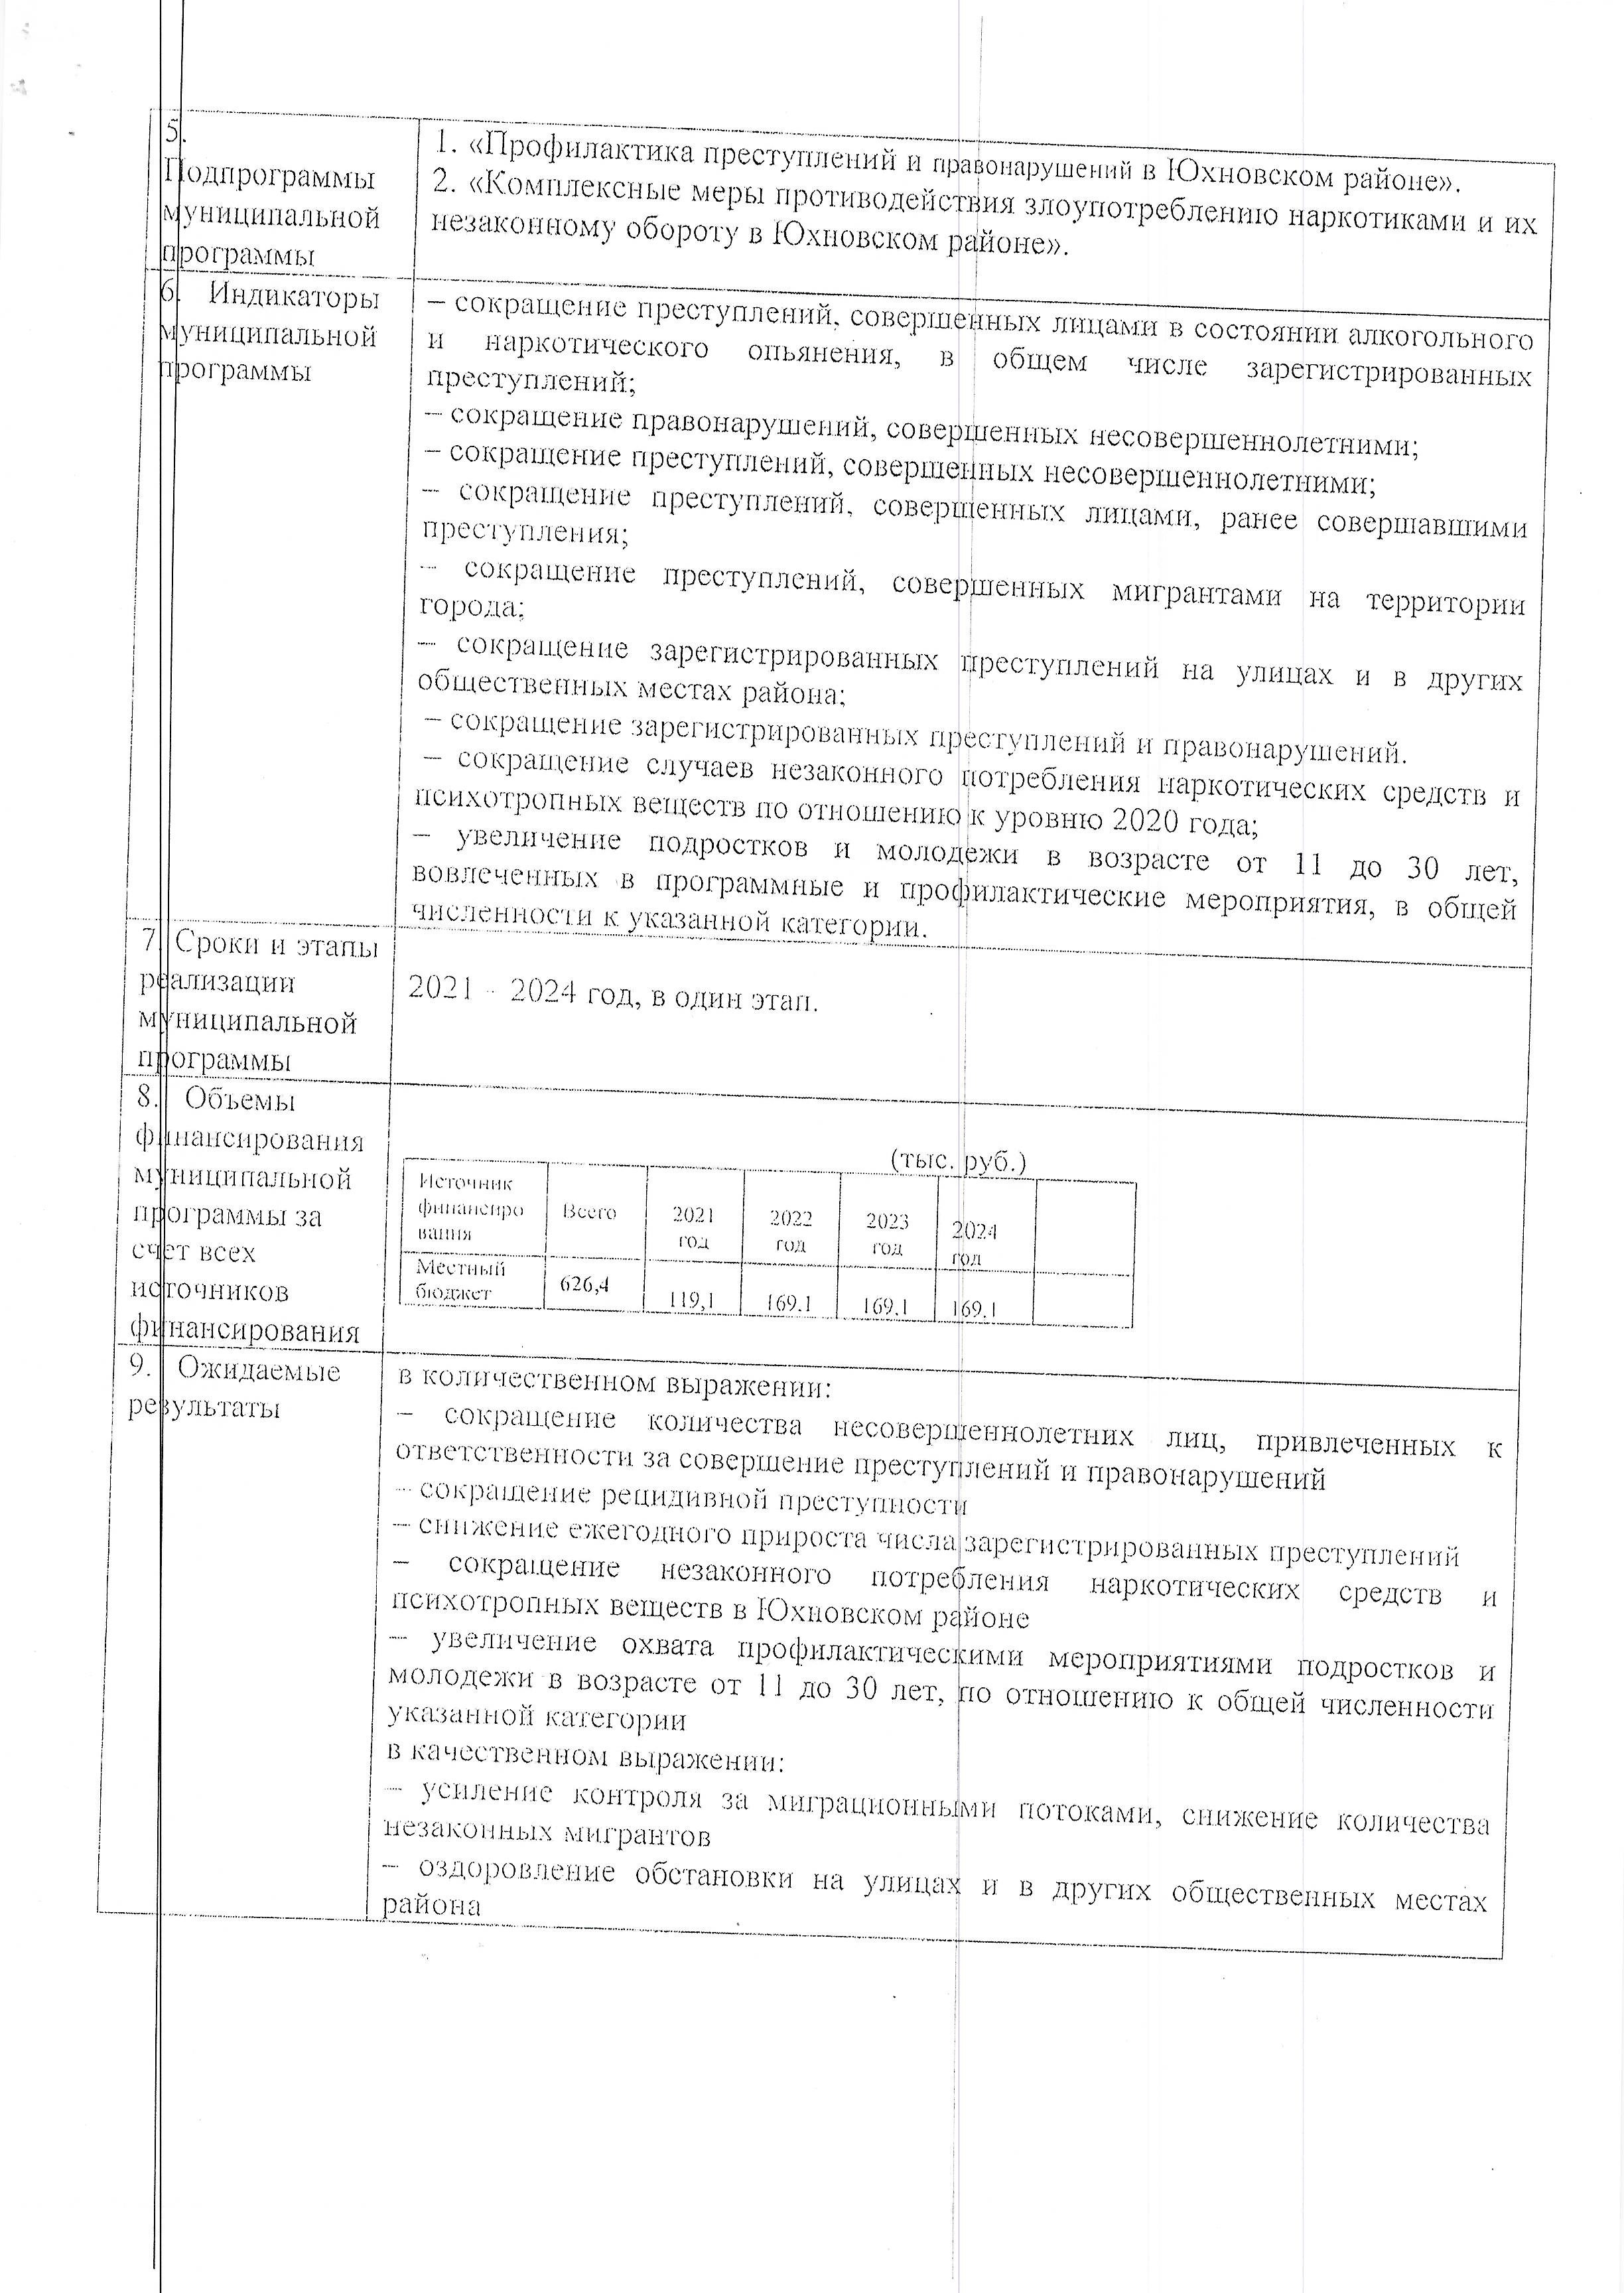 5.
Подпрограммы
муниципальной
программы
1. «Профилактика преступлений и правонарушений в Юхновском районе».
2. «Комплексные меры противодействия злоупотреблению наркотиками и их
незаконному обороту в Юхновском районе».
6. Индикаторы
муниципальной
программы
– сокращение преступлений, совершенных лицами в состоянии алкогольного
и наркотического опьянения, в общем числе зарегистрированных
преступлений;
– сокращение правонарушений, совершенных несовершеннолетними;
– сокращение преступлений, совершенных несовершеннолетними;
– сокращение преступлений, совершенных лицами, ранее совершавшими
преступления;
– сокращение преступлений, совершенных мигрантами на территории
города;
– сокращение зарегистрированных преступлений на улицах и в других
общественных местах района;
– сокращение зарегистрированных преступлений и правонарушений.
– сокращение случаев незаконного потребления наркотических средств и
психотропных веществ по отношению к уровню 2020 года;
– увеличение подростков и молодежи в возрасте от 11 до 30 лет,
вовлеченных в программные и профилактические мероприятия, в общей
численности к указанной категории.
7. Сроки и этапы
реализации
муниципальной
программы
2021 - 2024 год, в один этап.
8. Объемы
финансирования
муниципальной
программы за
счет всех
источников
финансирования
(тыс. руб.)
Источник
финансиро
вания
Всего
2021
год
2022
год
2023
год
2024
год
Местный
бюджет
626,4
119,1
169.1
169.1
169.1
9. Ожидаемые
результаты
в количественном выражении:
– сокращение количества несовершеннолетних лиц, привлеченных к
ответственности за совершение преступлений и правонарушений
– сокращение рецидивной преступности
– снижение ежегодного прироста числа зарегистрированных преступлений
– сокращение незаконного потребления наркотических средств и
психотропных веществ в Юхновском районе
– увеличение охвата профилактическими мероприятиями подростков и
молодежи в возрасте от 11 до 30 лет, по отношению к общей численности
указанной категории
в качественном выражении:
– усиление контроля за миграционными потоками, снижение количества
незаконных мигрантов
– оздоровление обстановки на улицах и в других общественных местах
района